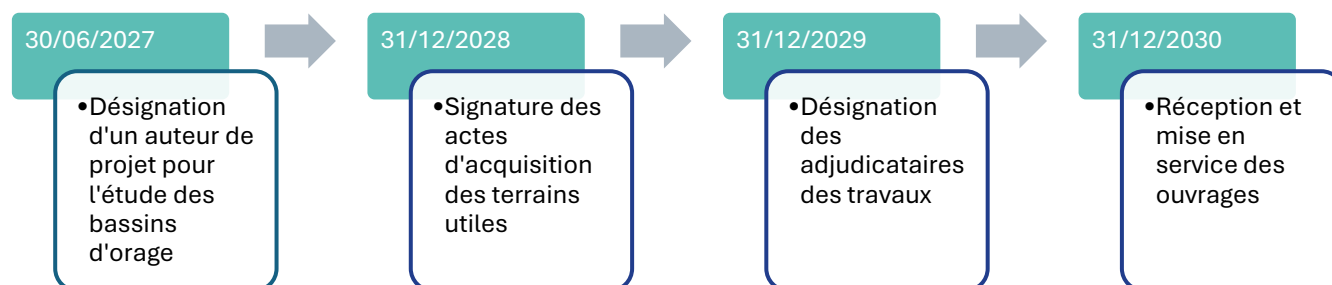 30/06/2027
•Désignation
d'un auteur de
projet pour
l'étude des
bassins
d'orage
31/12/2028
•Signature des
actes
d'acquisition
des terrains
utiles
31/12/2029
•Désignation
des
adjudicataires
des travaux
31/12/2030
•Réception et
mise en
service des
ouvrages